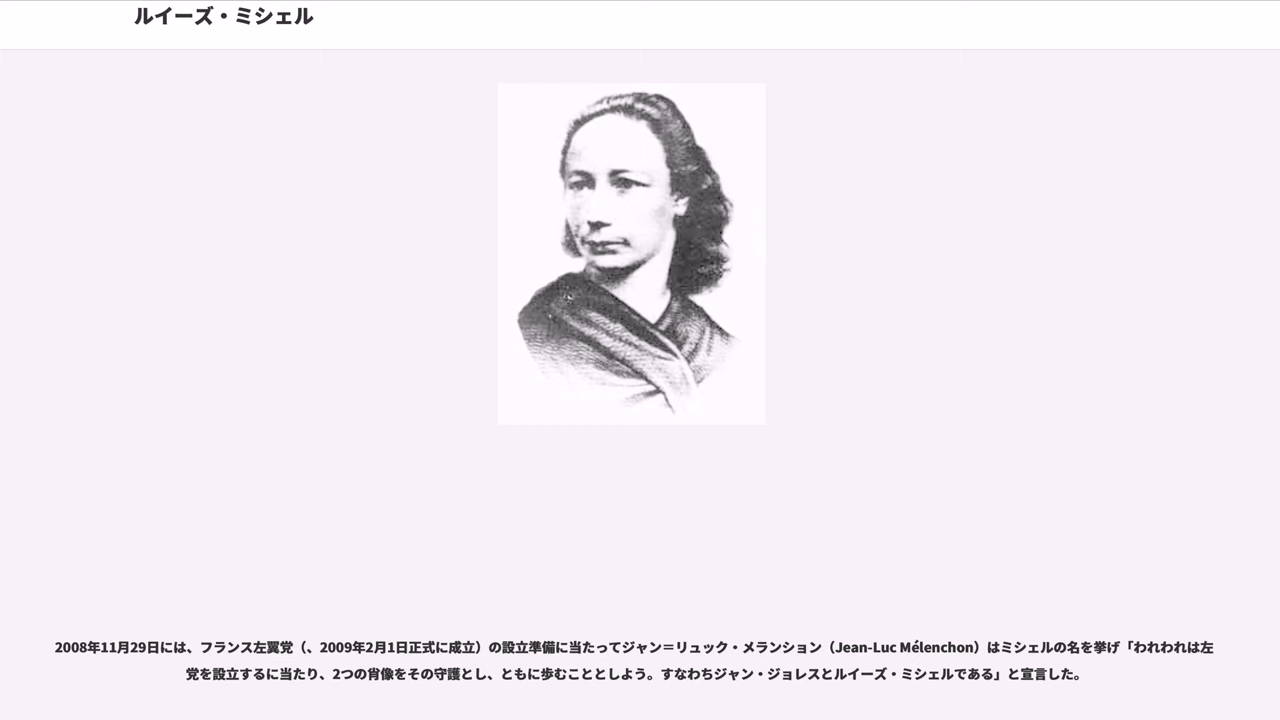 ルイーズ・ミシェル
2008年11月29日には、フランス左翼党（、2009年2月1日正式に成立）の設立準備に当たってジャン＝リュック・メランション（Jean-Luc Mélenchon）はミシェルの名を挙げ「われわれは左
党を設立するに当たり、2つの肖像をその守護とし、ともに歩むこととしよう。すなわちジャン・ジョレスとルイーズ・ミシェルである」と宣言した。